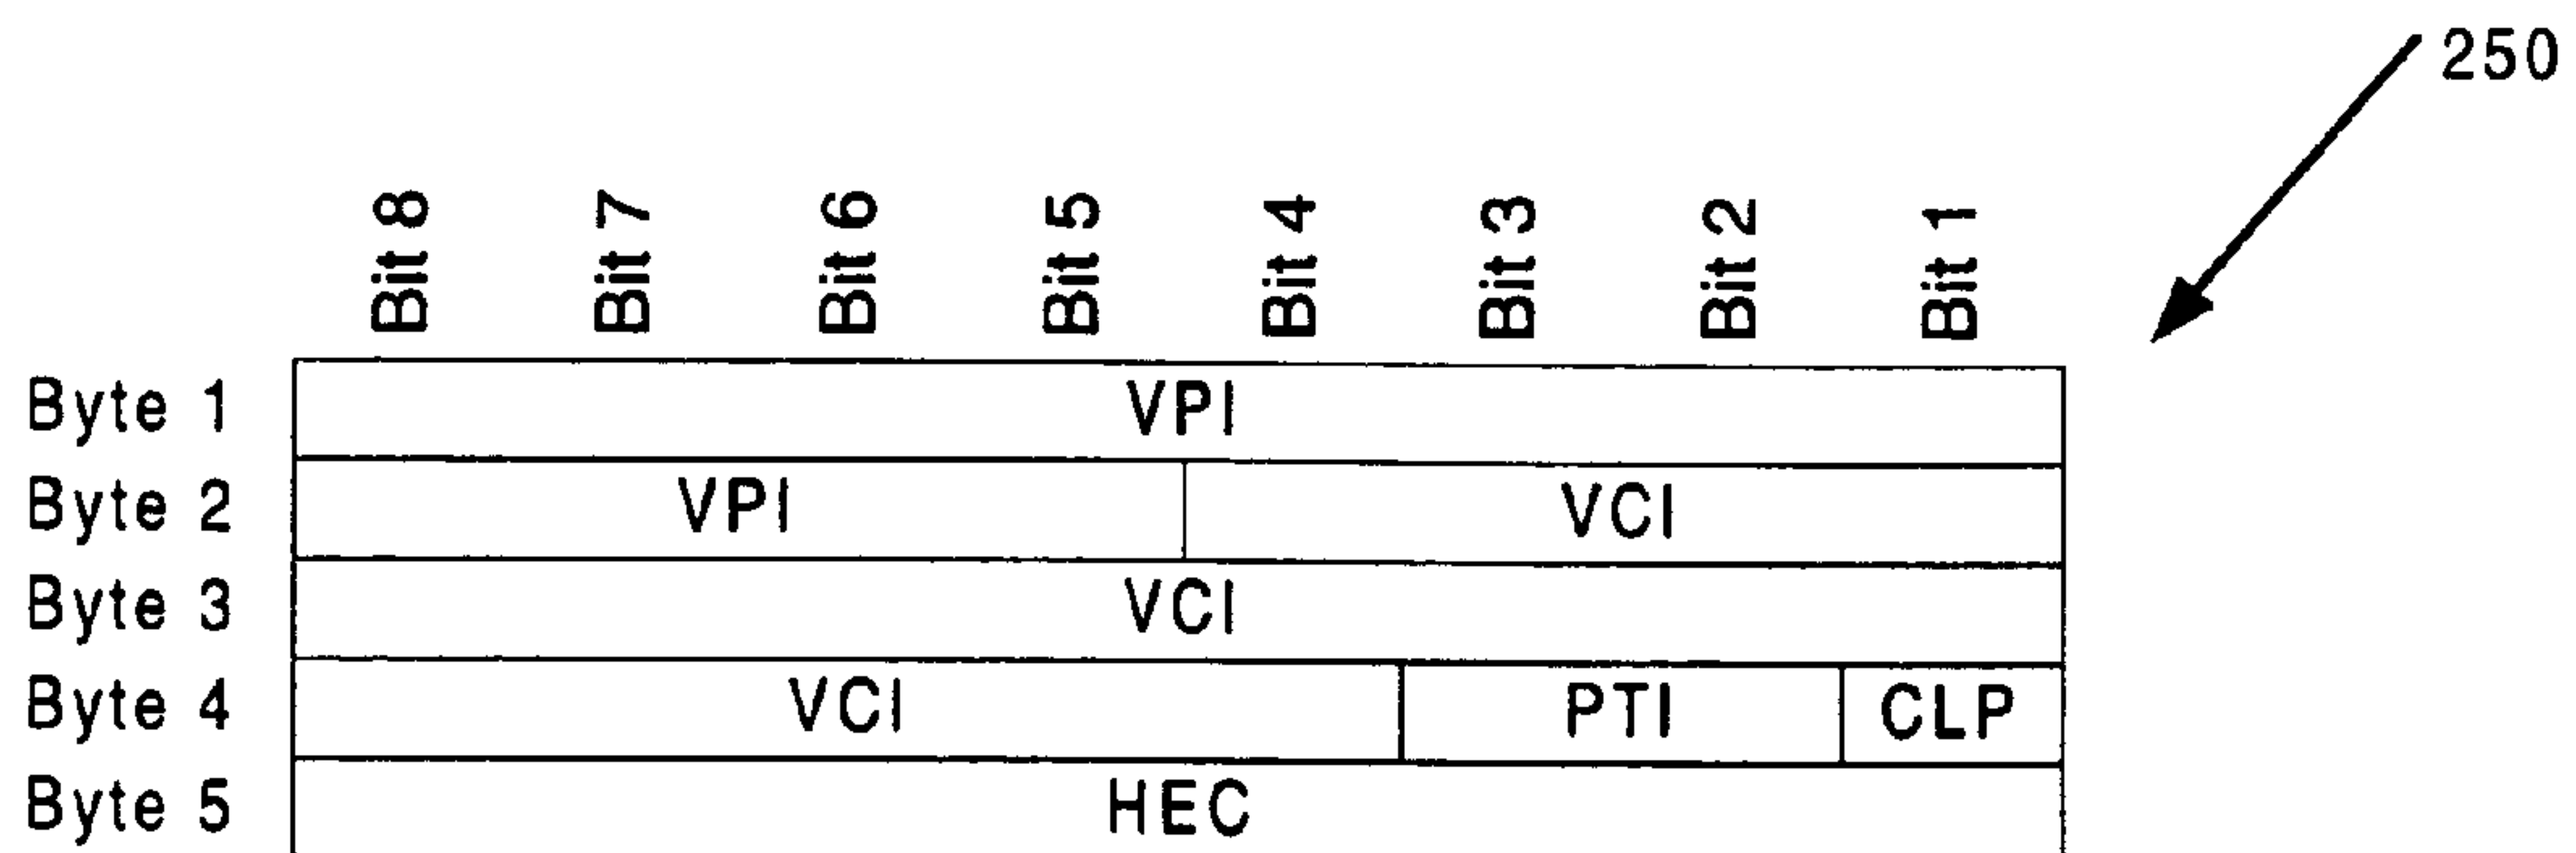 250
Bit 8 Bit 7 Bit 6 Bit 5 Bit 4 Bit 3 Bit 2 Bit 1
Byte 1 VPI
Byte 2 VPI VCI
Byte 3 VCI
Byte 4 VCI PTI CLP
Byte 5 HEC